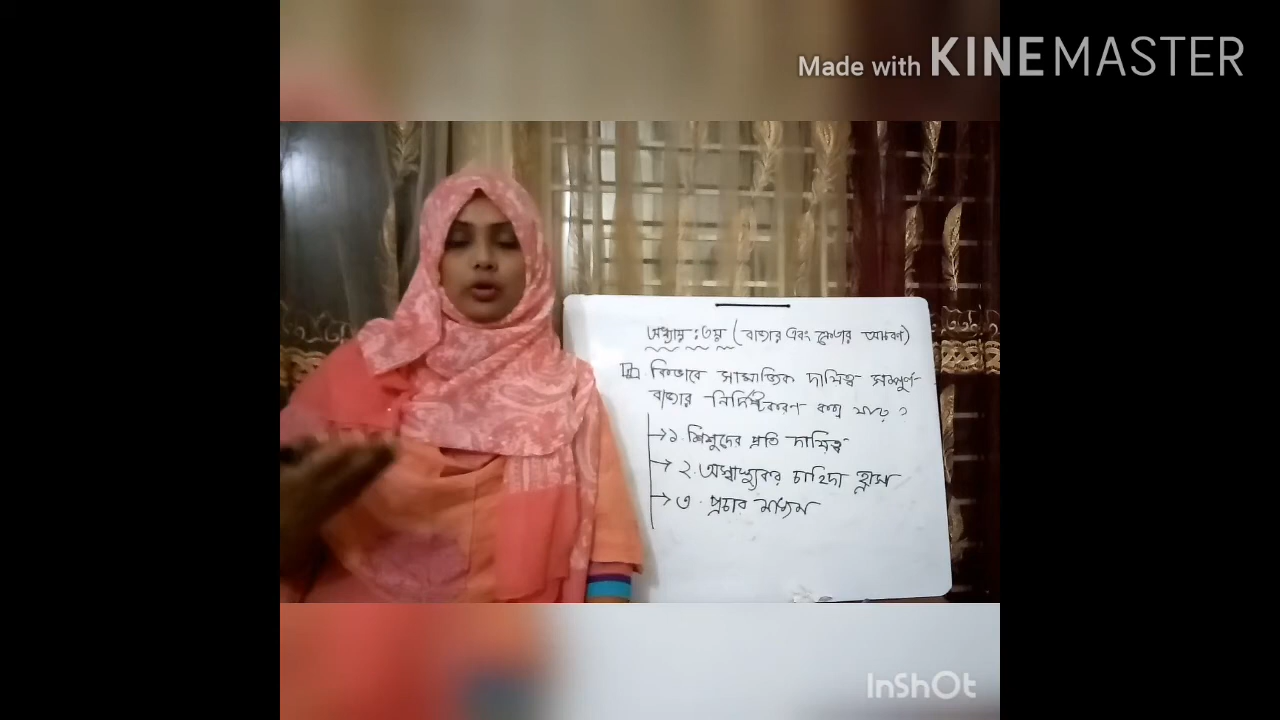 Made with KINEMASTER
অধ্যায় : ৩য় (বাজার এবং ক্রেতার আচরণ)
কিভাবে সামাজিক দায়িত্ব সম্পূর্ণ
বাজার নির্দিষ্টকরণ করা যায় ?
→ ১. শিশুদের প্রতি দায়িত্ব
→ ২. অস্বাস্থ্যকর চাহিদা হ্রাস
→ ৩. প্রচার মাধ্যম
InShOt